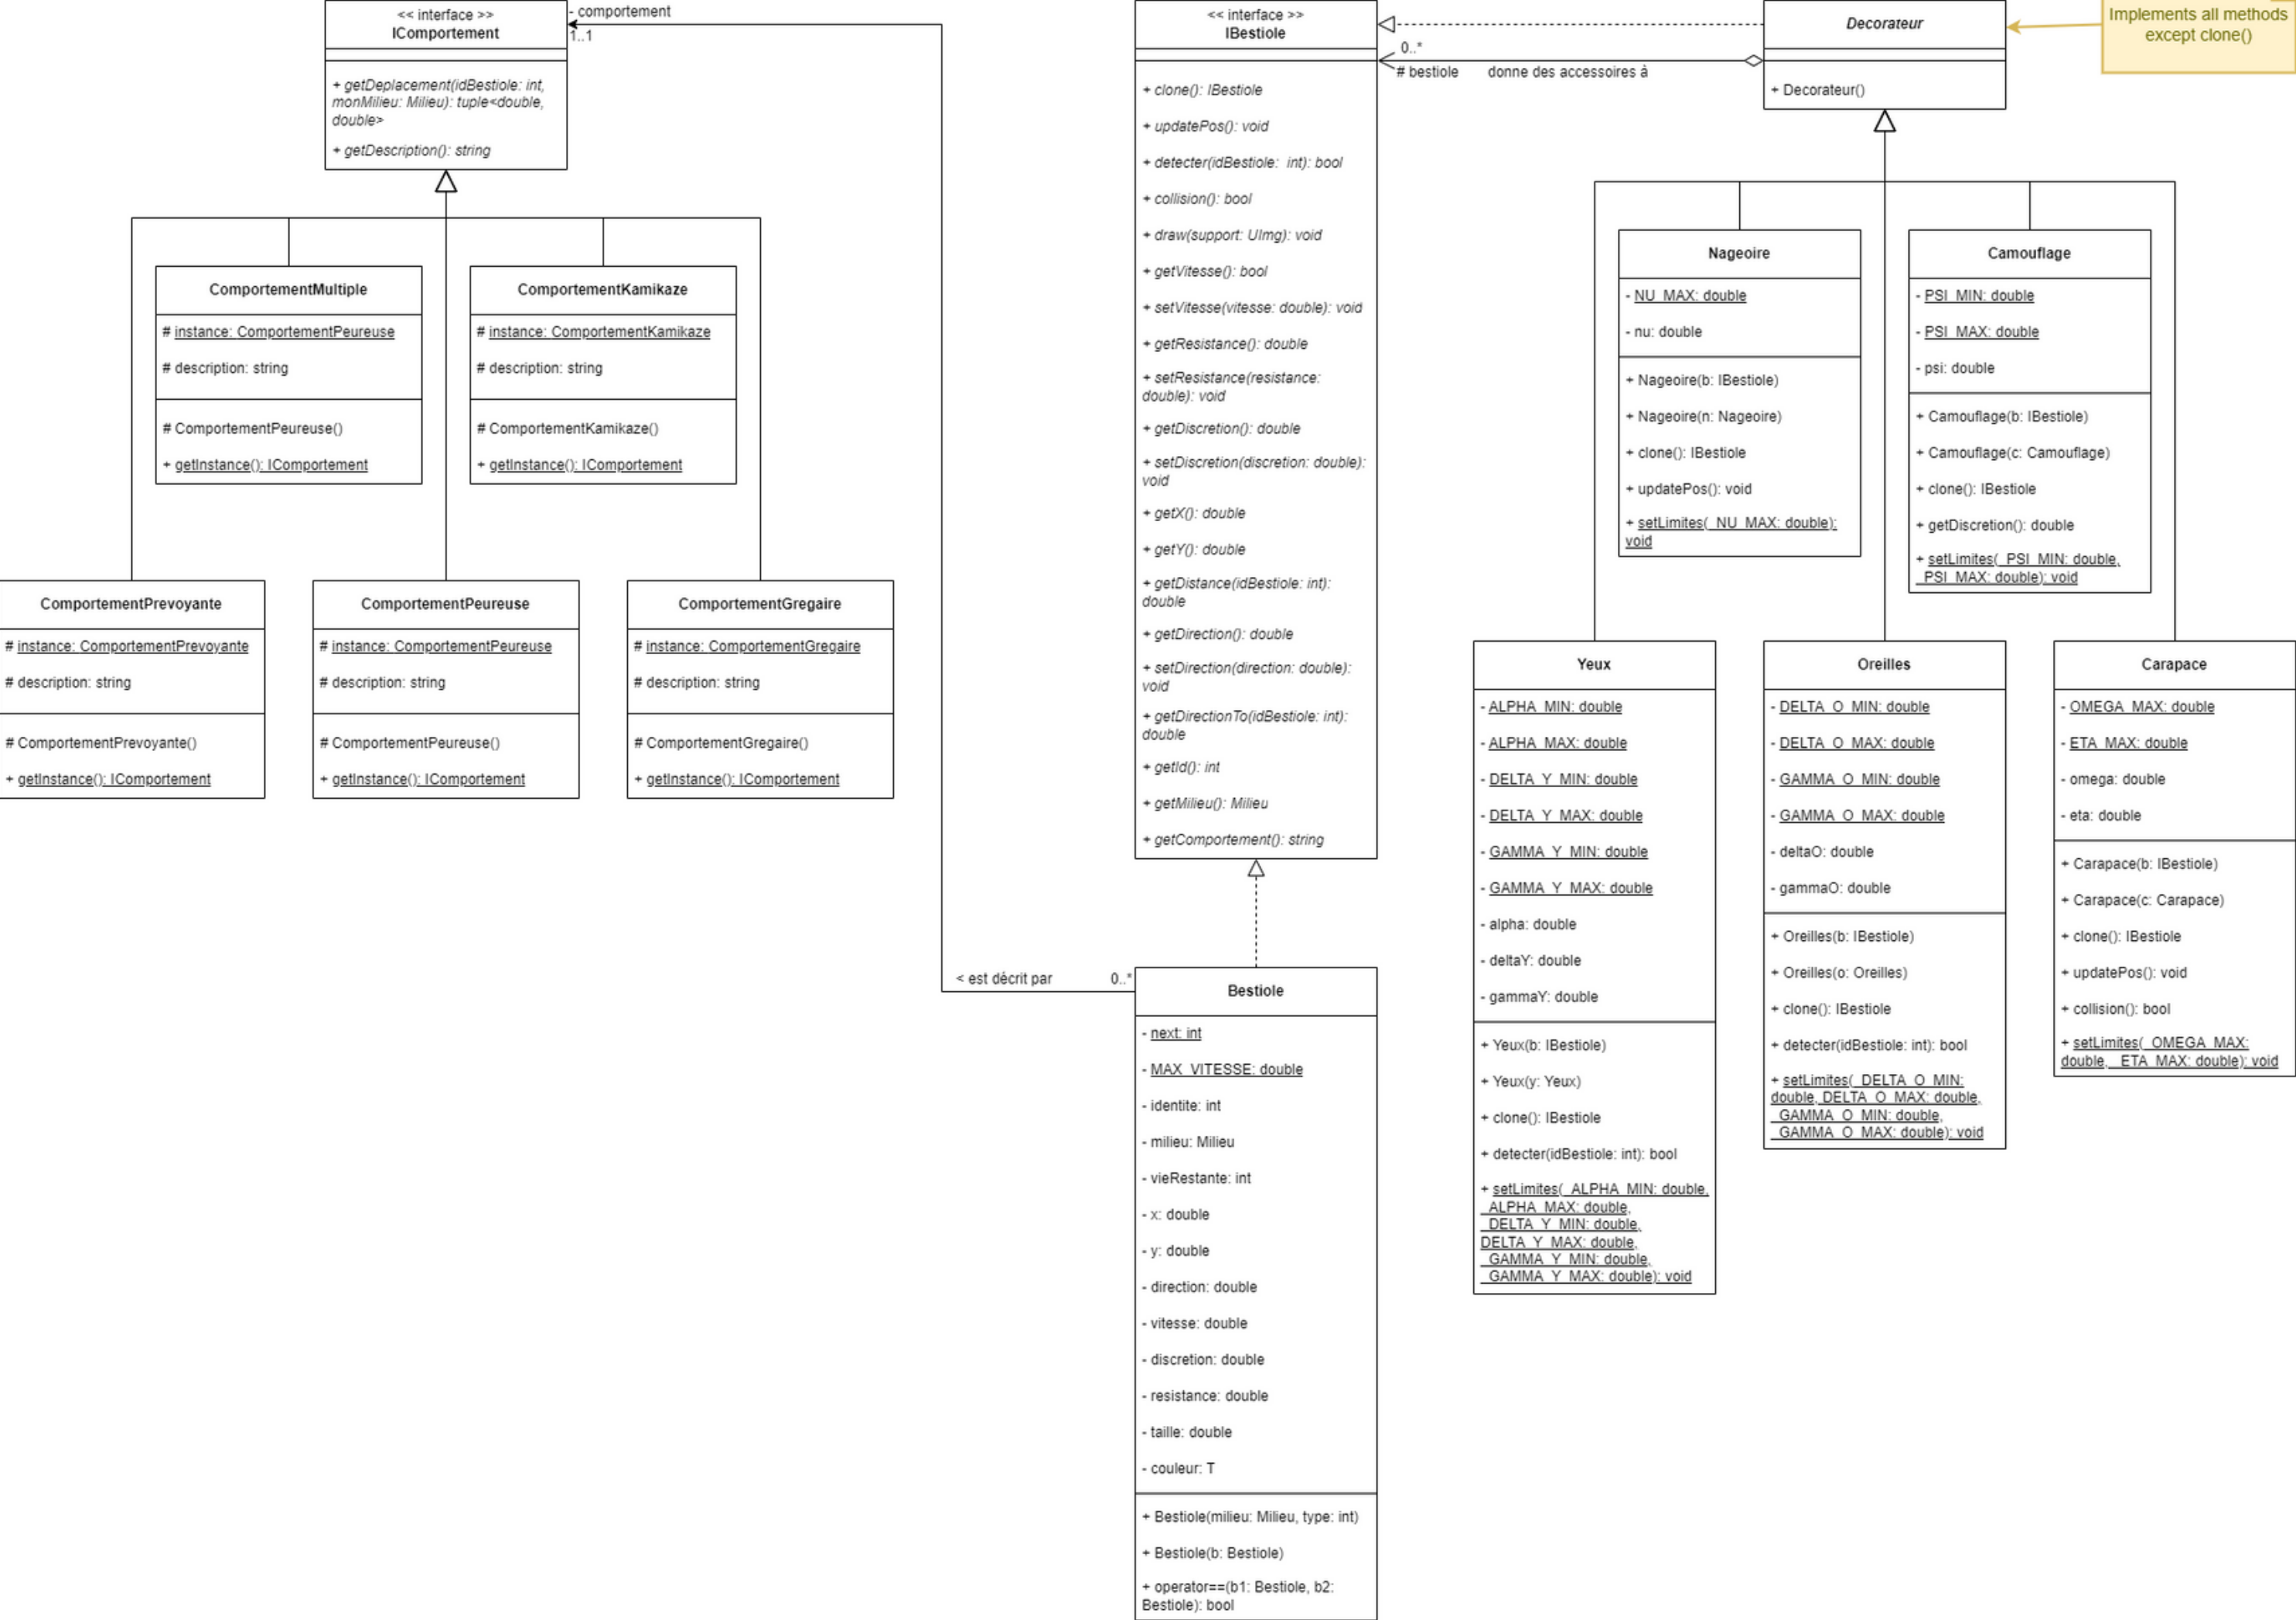 << interface >>
IComportement
+ getDeplacement(idBestiole: int,
monMilieu: Milieu): tuple<double,
double>
+ getDescription(): string
- comportement
1..1
ComportementMultiple
# instance: ComportementPeureuse
# description: string
# ComportementPeureuse()
+ getInstance(): IComportement
ComportementKamikaze
# instance: ComportementKamikaze
# description: string
# ComportementKamikaze()
+ getInstance(): IComportement
ComportementPrevoyante
# instance: ComportementPrevoyante
# description: string
# ComportementPrevoyante()
+ getInstance(): IComportement
ComportementPeureuse
# instance: ComportementPeureuse
# description: string
# ComportementPeureuse()
+ getInstance(): IComportement
ComportementGregaire
# instance: ComportementGregaire
# description: string
# ComportementGregaire()
+ getInstance(): IComportement
<< interface >>
IBestiole
+ clone(): IBestiole
+ updatePos(): void
+ detecter(idBestiole: int): bool
+ collision(): bool
+ draw(support: UImg): void
+ getVitesse(): bool
+ setVitesse(vitesse: double): void
+ getResistance(): double
+ setResistance(resistance:
double): void
+ getDiscretion(): double
+ setDiscretion(discretion: double):
void
+ getX(): double
+ getY(): double
+ getDistance(idBestiole: int):
double
+ getDirection(): double
+ setDirection(direction: double):
void
+ getDirectionTo(idBestiole: int):
double
+ getId(): int
+ getMilieu(): Milieu
+ getComportement(): string
< est décrit par
0..*
Bestiole
- next: int
- MAX_VITESSE: double
- identite: int
- milieu: Milieu
- vieRestante: int
- x: double
- y: double
- direction: double
- vitesse: double
- discretion: double
- resistance: double
- taille: double
- couleur: T
+ Bestiole(milieu: Milieu, type: int)
+ Bestiole(b: Bestiole)
+ operator==(b1: Bestiole, b2:
Bestiole): bool
0..*
# bestiole
donne des accessoires à
Decorateur
+ Decorateur()
Implements all methods
except clone()
Nageoire
- NU_MAX: double
- nu: double
+ Nageoire(b: IBestiole)
+ Nageoire(n: Nageoire)
+ clone(): IBestiole
+ updatePos(): void
+ setLimites(_NU_MAX: double):
void
Camouflage
- PSI_MIN: double
- PSI_MAX: double
- psi: double
+ Camouflage(b: IBestiole)
+ Camouflage(c: Camouflage)
+ clone(): IBestiole
+ getDiscretion(): double
+ setLimites(_PSI_MIN: double,
_PSI_MAX: double): void
Yeux
- ALPHA_MIN: double
- ALPHA_MAX: double
- DELTA_Y_MIN: double
- DELTA_Y_MAX: double
- GAMMA_Y_MIN: double
- GAMMA_Y_MAX: double
- alpha: double
- deltaY: double
- gammaY: double
+ Yeux(b: IBestiole)
+ Yeux(y: Yeux)
+ clone(): IBestiole
+ detecter(idBestiole: int): bool
+ setLimites(_ALPHA_MIN: double,
_ALPHA_MAX: double,
_DELTA_Y_MIN: double,
DELTA_Y_MAX: double,
_GAMMA_Y_MIN: double,
_GAMMA_Y_MAX: double): void
Oreilles
- DELTA_O_MIN: double
- DELTA_O_MAX: double
- GAMMA_O_MIN: double
- GAMMA_O_MAX: double
- deltaO: double
- gammaO: double
+ Oreilles(b: IBestiole)
+ Oreilles(o: Oreilles)
+ clone(): IBestiole
+ detecter(idBestiole: int): bool
+ setLimites(_DELTA_O_MIN:
double, DELTA_O_MAX: double,
_GAMMA_O_MIN: double,
_GAMMA_O_MAX: double): void
Carapace
- OMEGA_MAX: double
- ETA_MAX: double
- omega: double
- eta: double
+ Carapace(b: IBestiole)
+ Carapace(c: Carapace)
+ clone(): IBestiole
+ updatePos(): void
+ collision(): bool
+ setLimites(_OMEGA_MAX:
double, _ETA_MAX: double): void